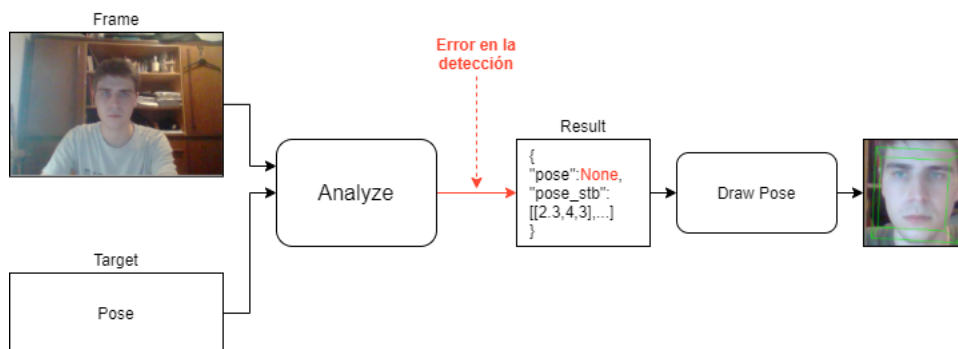 Frame
Error en la
detección
Analyze
Result
{
"pose":None,
"pose_stb":
[[2.3,4,3],...]
}
Draw Pose
Target
Pose